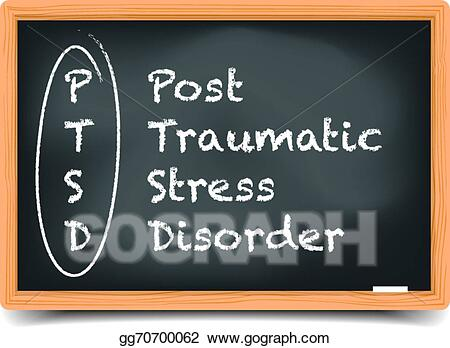 P Post
T Traumatic
S Stress
D Disorder
GOGRAPH
gg70700062 www.gograph.com